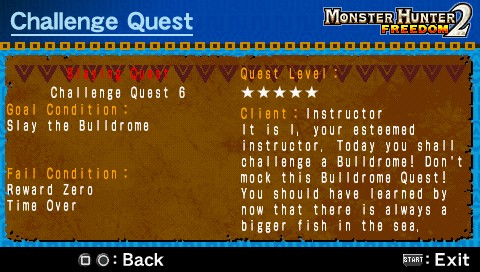 Challenge Quest
MONSTER HUNTER
FREEDOM 2
Slaying Quest
Challenge Quest 6
Goal Condition:
Slay the Bulldrome
Fail Condition:
Reward Zero
Time Over
Quest Level:
★★★★★
Client: Instructor
It is I, your esteemed
instructor. Today you shall
challenge a Bulldrome! Don't
mock this Bulldrome Quest!
You should have learned by
now that there is always a
bigger fish in the sea.
□ ○: Back
START: Exit